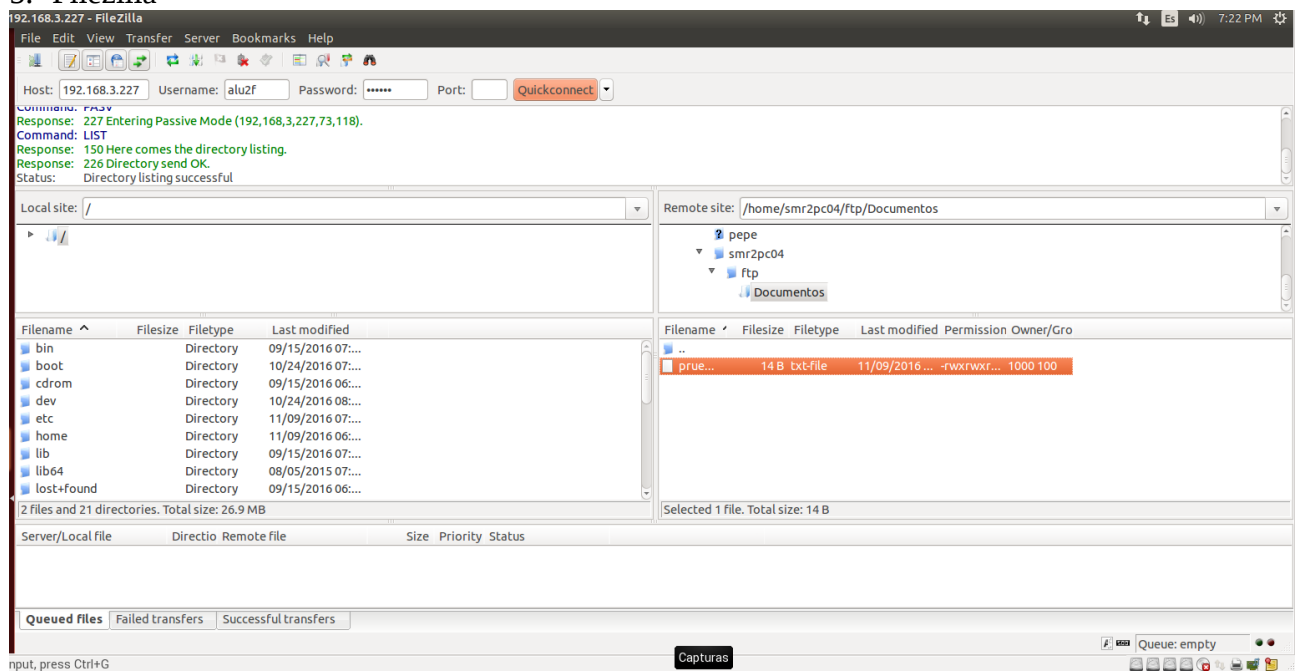 3. FileZilla
192.168.3.227 - FileZilla Es 7:22 PM
File Edit View Transfer Server Bookmarks Help
Host: 192.168.3.227 Username: alu2f Password: •••••• Port: Quickconnect
Command: PASV
Response: 227 Entering Passive Mode (192,168,3,227,73,118).
Command: LIST
Response: 150 Here comes the directory listing.
Response: 226 Directory send OK.
Status: Directory listing successful
Local site: /
/
Remote site: /home/smr2pc04/ftp/Documentos
pepe
smr2pc04
ftp
Documentos
Filename Filesize Filetype Last modified
bin Directory 09/15/2016 07:...
boot Directory 10/24/2016 07:...
cdrom Directory 09/15/2016 06:...
dev Directory 10/24/2016 08:...
etc Directory 11/09/2016 07:...
home Directory 11/09/2016 06:...
lib Directory 09/15/2016 07:...
lib64 Directory 08/05/2015 07:...
lost+found Directory 09/15/2016 06:...
2 files and 21 directories. Total size: 26.9 MB
Filename Filesize Filetype Last modified Permission Owner/Gro
..
prue... 14 B txt-file 11/09/2016 ... -rwxrwxr... 1000 100
Selected 1 file. Total size: 14 B
Server/Local file Directio Remote file Size Priority Status
Queued files Failed transfers Successful transfers
Queue: empty
Capturas
nput, press Ctrl+G